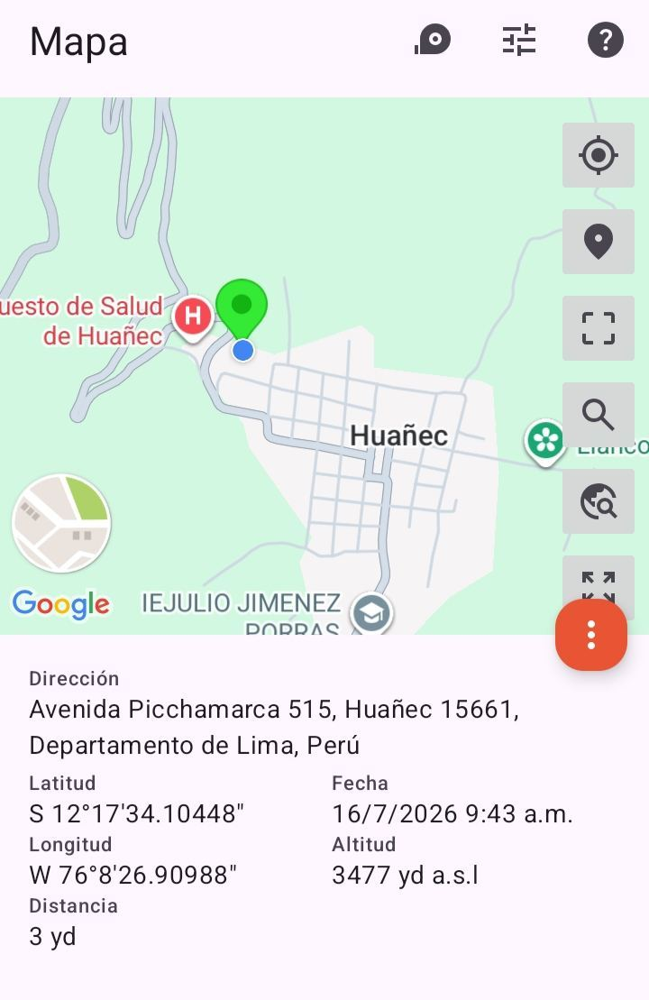 Mapa
uesto de Salud
de Huañec
H
Huañec
Google
IEJULIO JIMENEZ
PORRAS
Dirección
Avenida Picchamarca 515, Huañec 15661,
Departamento de Lima, Perú
Latitud
S 12°17'34.10448"
Fecha
16/7/2026 9:43 a.m.
Longitud
W 76°8'26.90988"
Altitud
3477 yd a.s.l
Distancia
3 yd